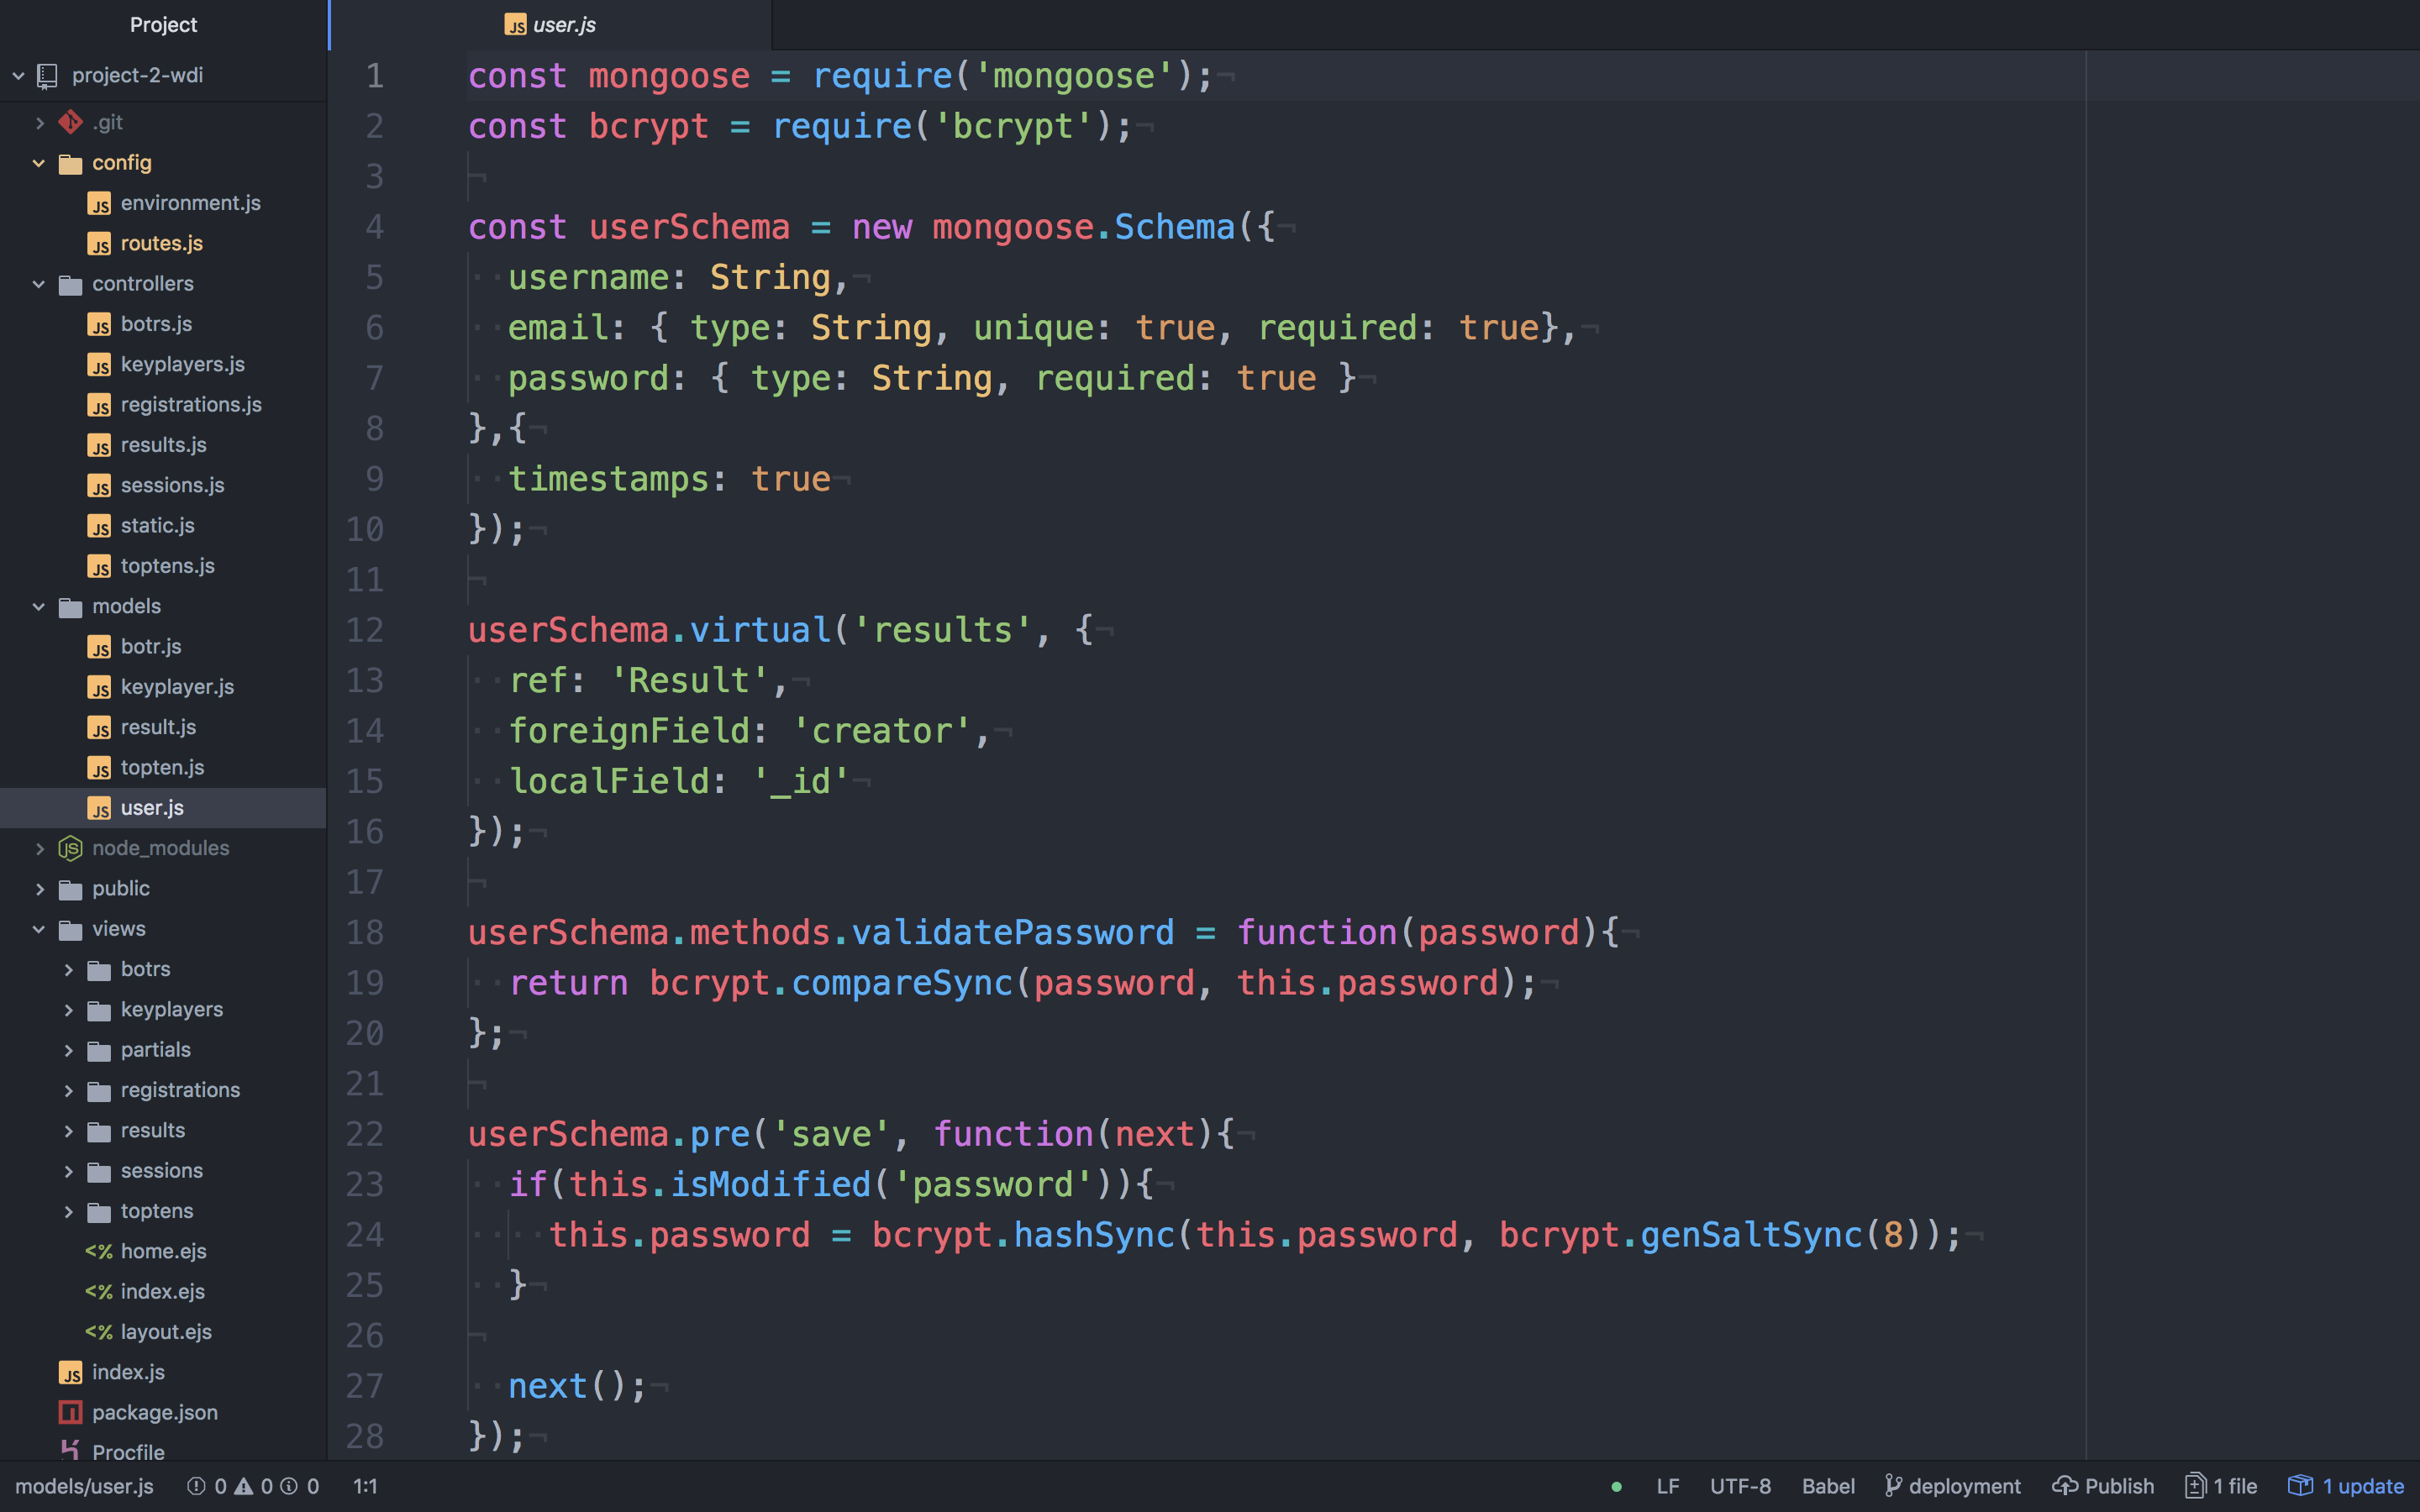 Project
project-2-wdi
.git
config
environment.js
routes.js
controllers
botrs.js
keyplayers.js
registrations.js
results.js
sessions.js
static.js
toptens.js
models
botr.js
keyplayer.js
result.js
topten.js
user.js
node_modules
public
views
botrs
keyplayers
partials
registrations
results
sessions
toptens
<% home.ejs
<% index.ejs
<% layout.ejs
index.js
package.json
Procfile
user.js
1 const mongoose = require('mongoose');¬
2 const bcrypt = require('bcrypt');¬
3 ¬
4 const userSchema = new mongoose.Schema({¬
5 ··username: String,¬
6 ··email: { type: String, unique: true, required: true},¬
7 ··password: { type: String, required: true }¬
8 },{¬
9 ··timestamps: true¬
10 });¬
11 ¬
12 userSchema.virtual('results', {¬
13 ··ref: 'Result',¬
14 ··foreignField: 'creator',¬
15 ··localField: '_id'¬
16 });¬
17 ¬
18 userSchema.methods.validatePassword = function(password){¬
19 ··return bcrypt.compareSync(password, this.password);¬
20 };¬
21 ¬
22 userSchema.pre('save', function(next){¬
23 ··if(this.isModified('password')){¬
24 ····this.password = bcrypt.hashSync(this.password, bcrypt.genSaltSync(8));¬
25 ··}¬
26 ¬
27 ··next();¬
28 });¬
models/user.js 0 0 0 1:1 LF UTF-8 Babel deployment Publish 1 file 1 update